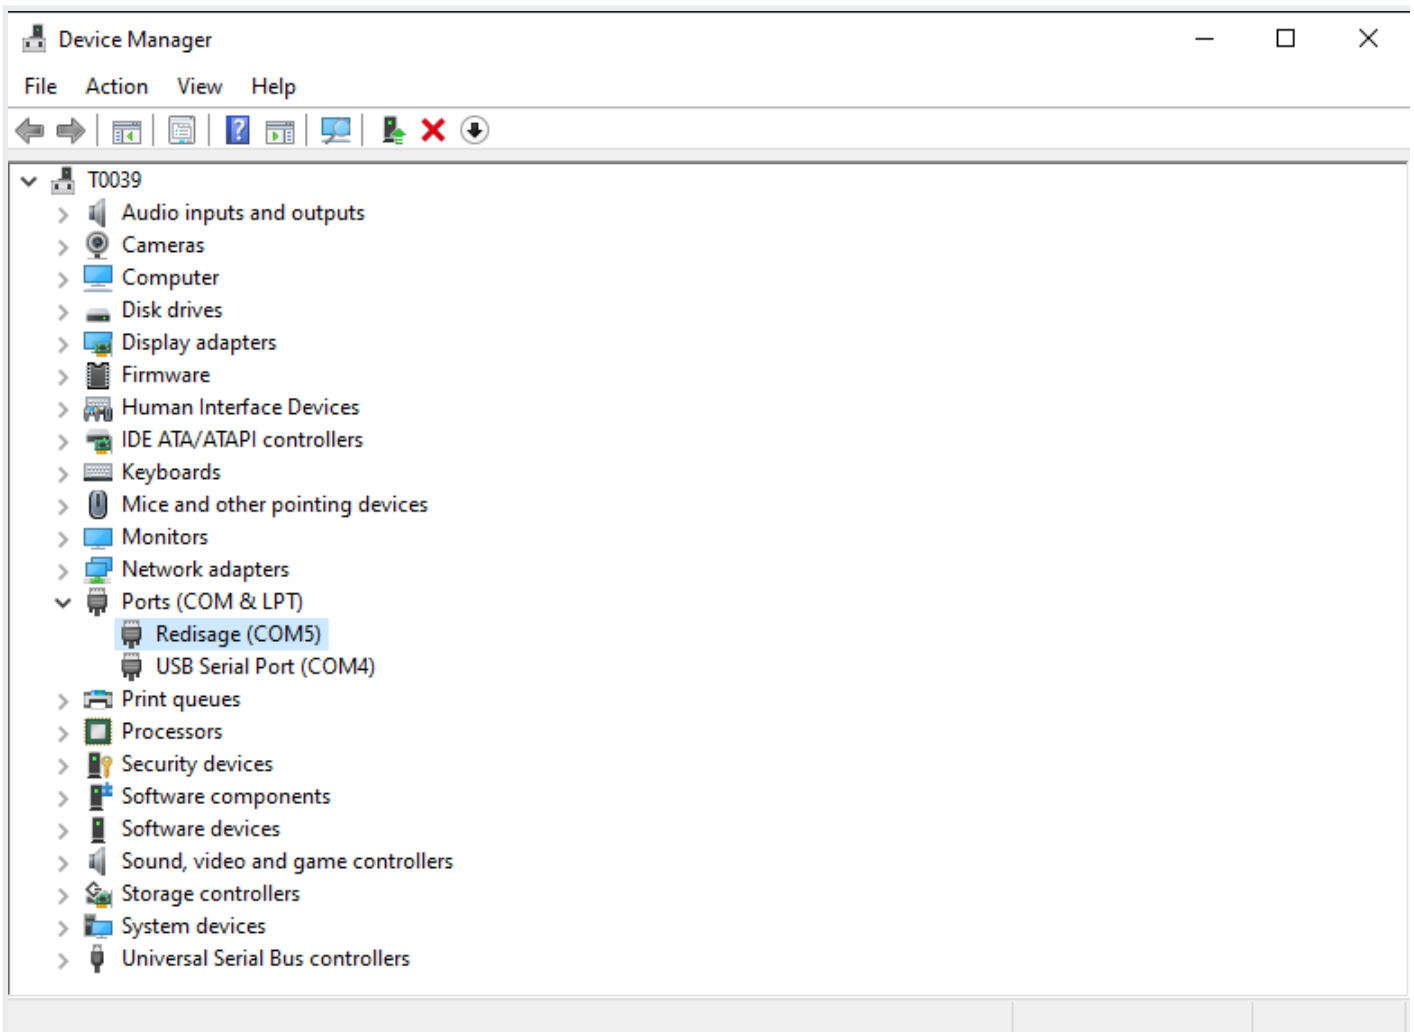 Device Manager
File Action View Help
T0039
Audio inputs and outputs
Cameras
Computer
Disk drives
Display adapters
Firmware
Human Interface Devices
IDE ATA/ATAPI controllers
Keyboards
Mice and other pointing devices
Monitors
Network adapters
Ports (COM & LPT)
Redisage (COM5)
USB Serial Port (COM4)
Print queues
Processors
Security devices
Software components
Software devices
Sound, video and game controllers
Storage controllers
System devices
Universal Serial Bus controllers